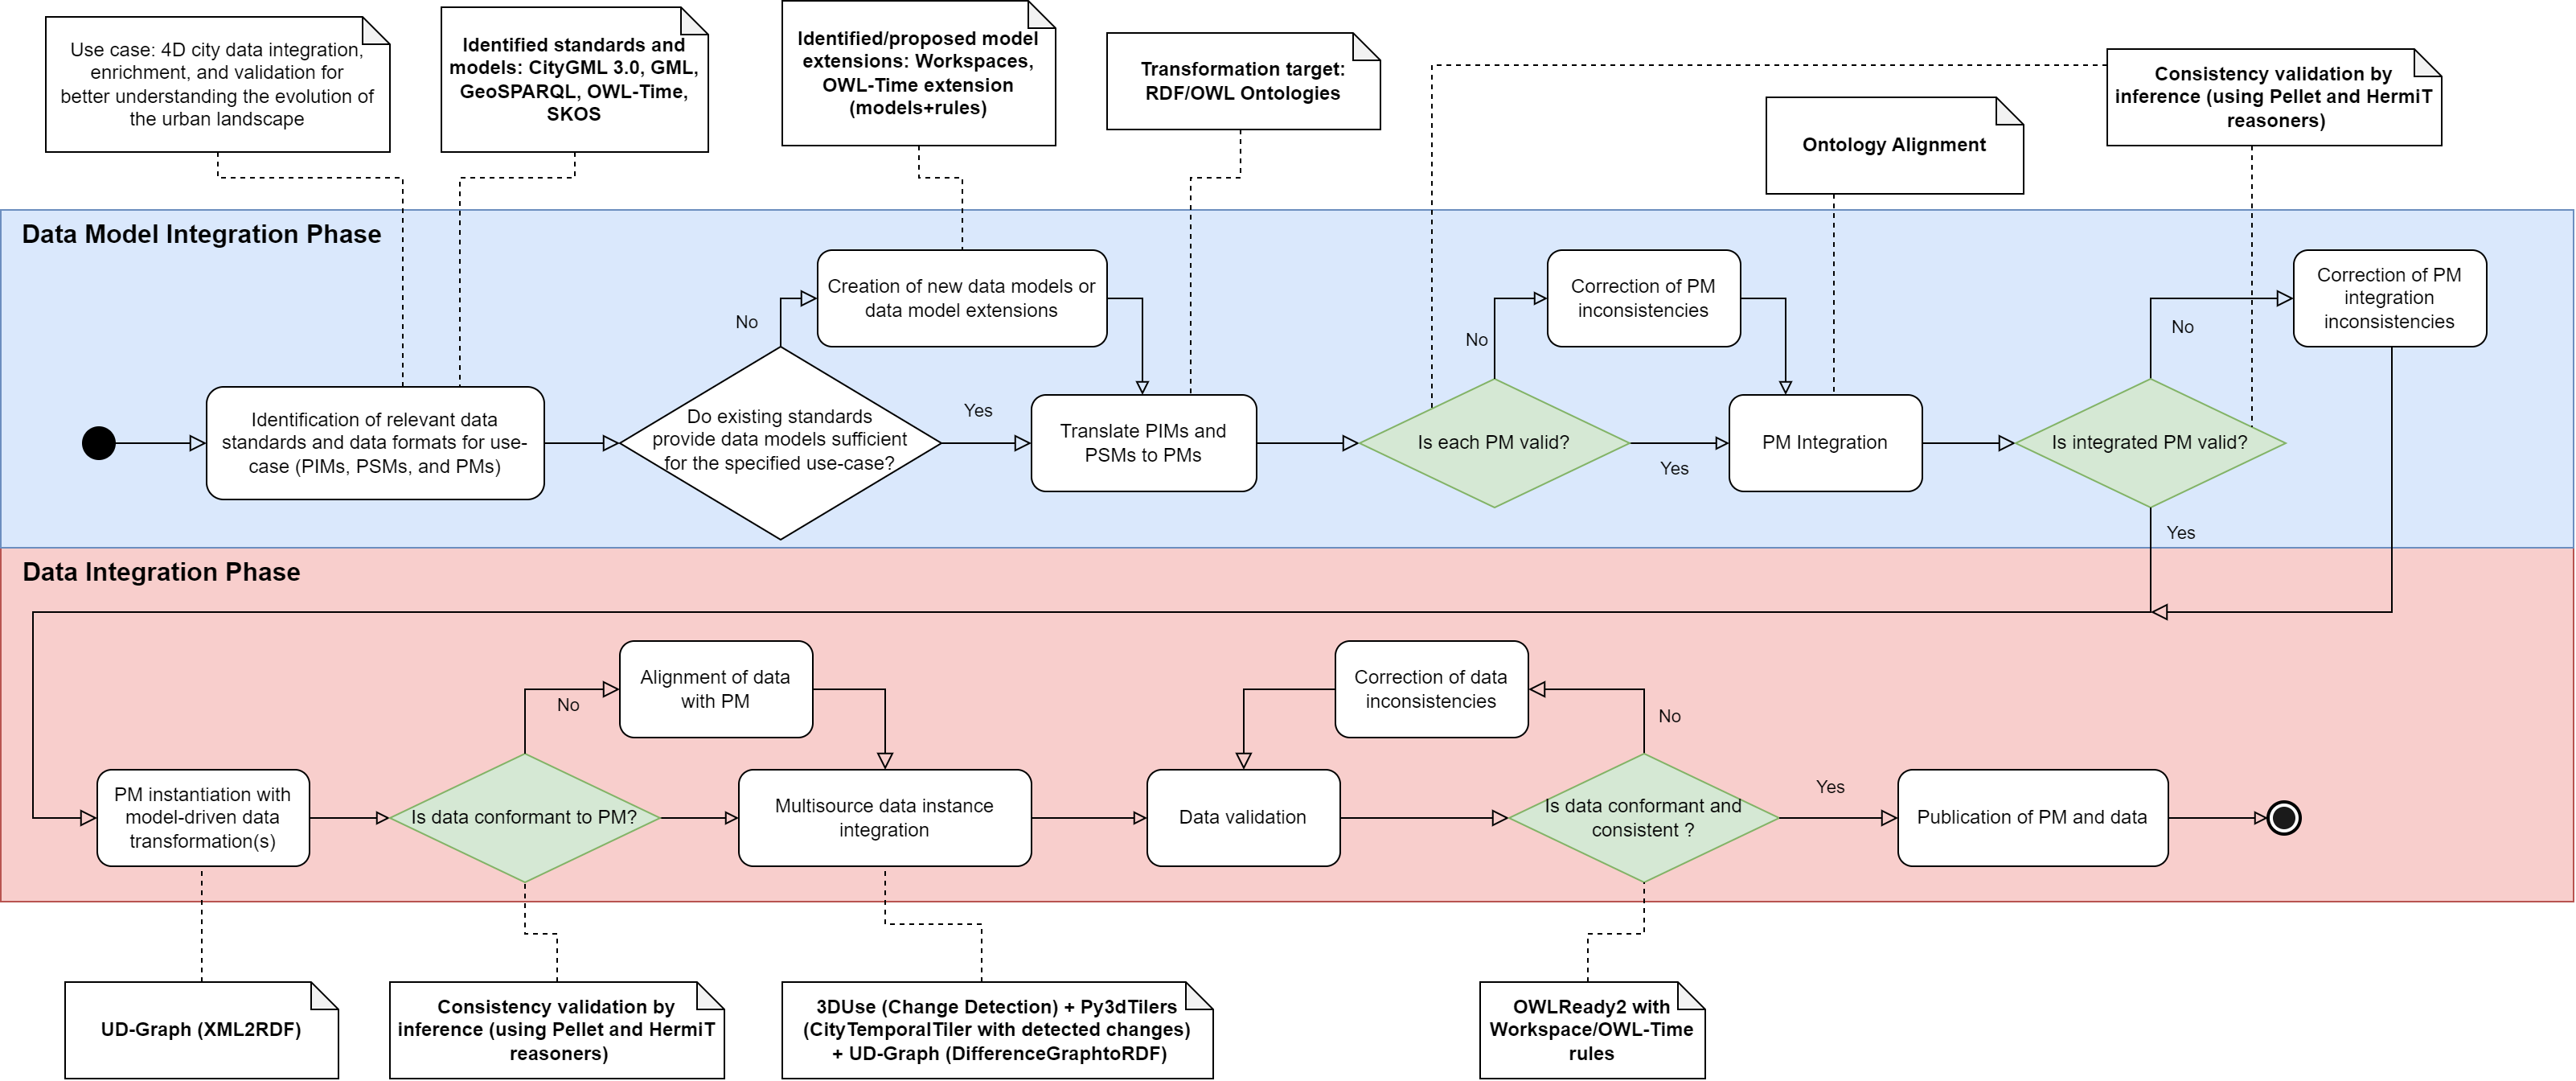 Use case: 4D city data integration,
enrichment, and validation for
better understanding the evolution of
the urban landscape
Identified standards and
models: CityGML 3.0, GML,
GeoSPARQL, OWL-Time,
SKOS
Identified/proposed model
extensions: Workspaces,
OWL-Time extension
(models+rules)
Transformation target:
RDF/OWL Ontologies
Ontology Alignment
Consistency validation by
inference (using Pellet and HermiT
reasoners)
Data Model Integration Phase
Identification of relevant data
standards and data formats for use-
case (PIMs, PSMs, and PMs)
Do existing standards
provide data models sufficient
for the specified use-case?
No
Creation of new data models or
data model extensions
Yes
Translate PIMs and
PSMs to PMs
Is each PM valid?
No
Correction of PM
inconsistencies
Yes
PM Integration
Is integrated PM valid?
No
Correction of PM
integration
inconsistencies
Yes
Data Integration Phase
PM instantiation with
model-driven data
transformation(s)
Is data conformant to PM?
No
Alignment of data
with PM
Multisource data instance
integration
Data validation
Correction of data
inconsistencies
Is data conformant and
consistent ?
No
Yes
Publication of PM and data
UD-Graph (XML2RDF)
Consistency validation by
inference (using Pellet and HermiT
reasoners)
3DUse (Change Detection) + Py3dTilers
(CityTemporalTiler with detected changes)
+ UD-Graph (DifferenceGraphtoRDF)
OWLReady2 with
Workspace/OWL-Time
rules